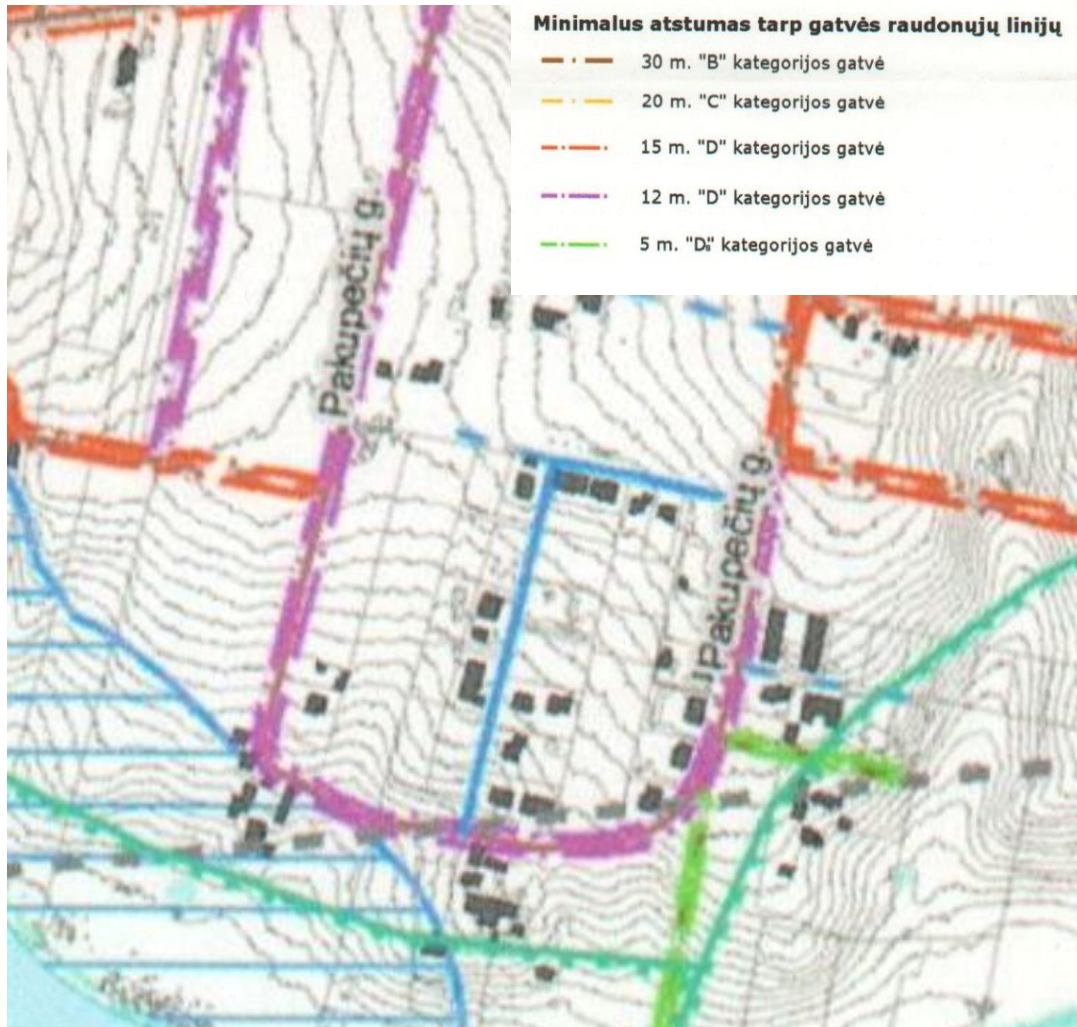 Minimalus atstumas tarp gatvės raudonųjų linijų
30 m. "B" kategorijos gatvė
20 m. "C" kategorijos gatvė
15 m. "D" kategorijos gatvė
12 m. "D" kategorijos gatvė
5 m. "D" kategorijos gatvė
Pakupečių g.
Pakupečių g.